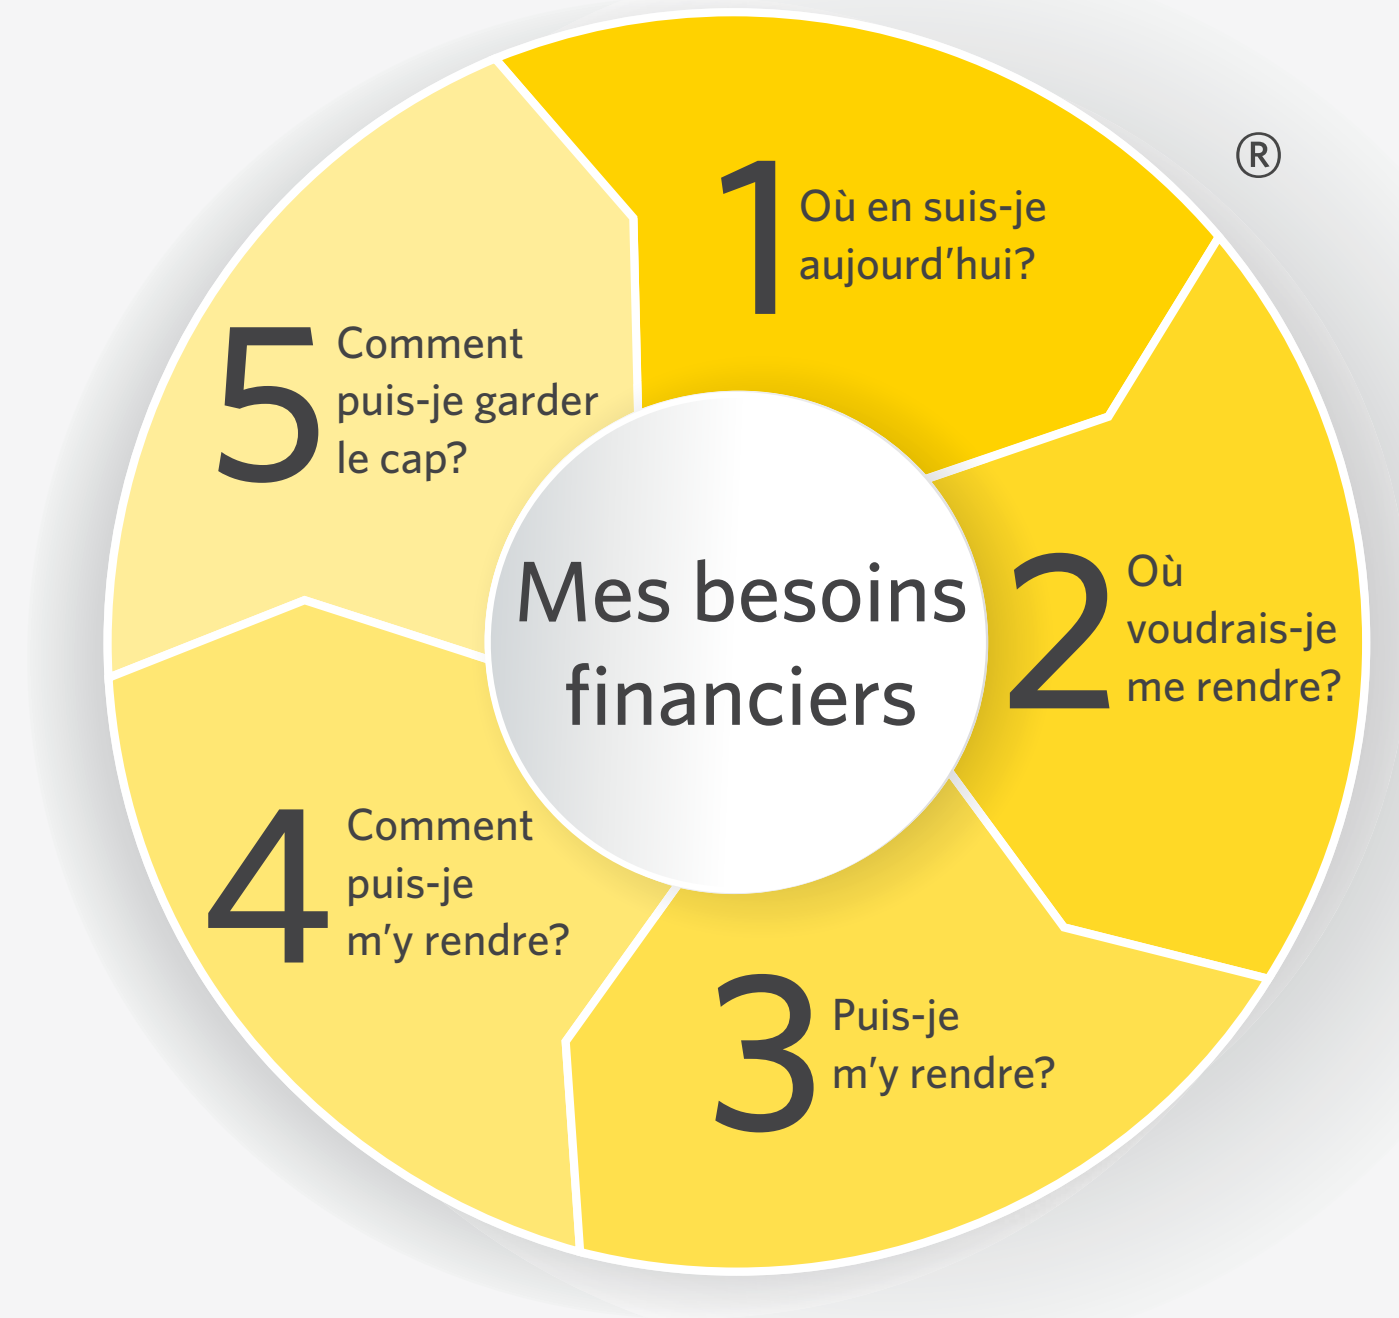 ®
1
Où en suis-je
aujourd’hui?
2
Où
voudrais-je
me rendre?
3
Puis-je
m’y rendre?
4
Comment
puis-je
m’y rendre?
5
Comment
puis-je garder
le cap?
Mes besoins
financiers